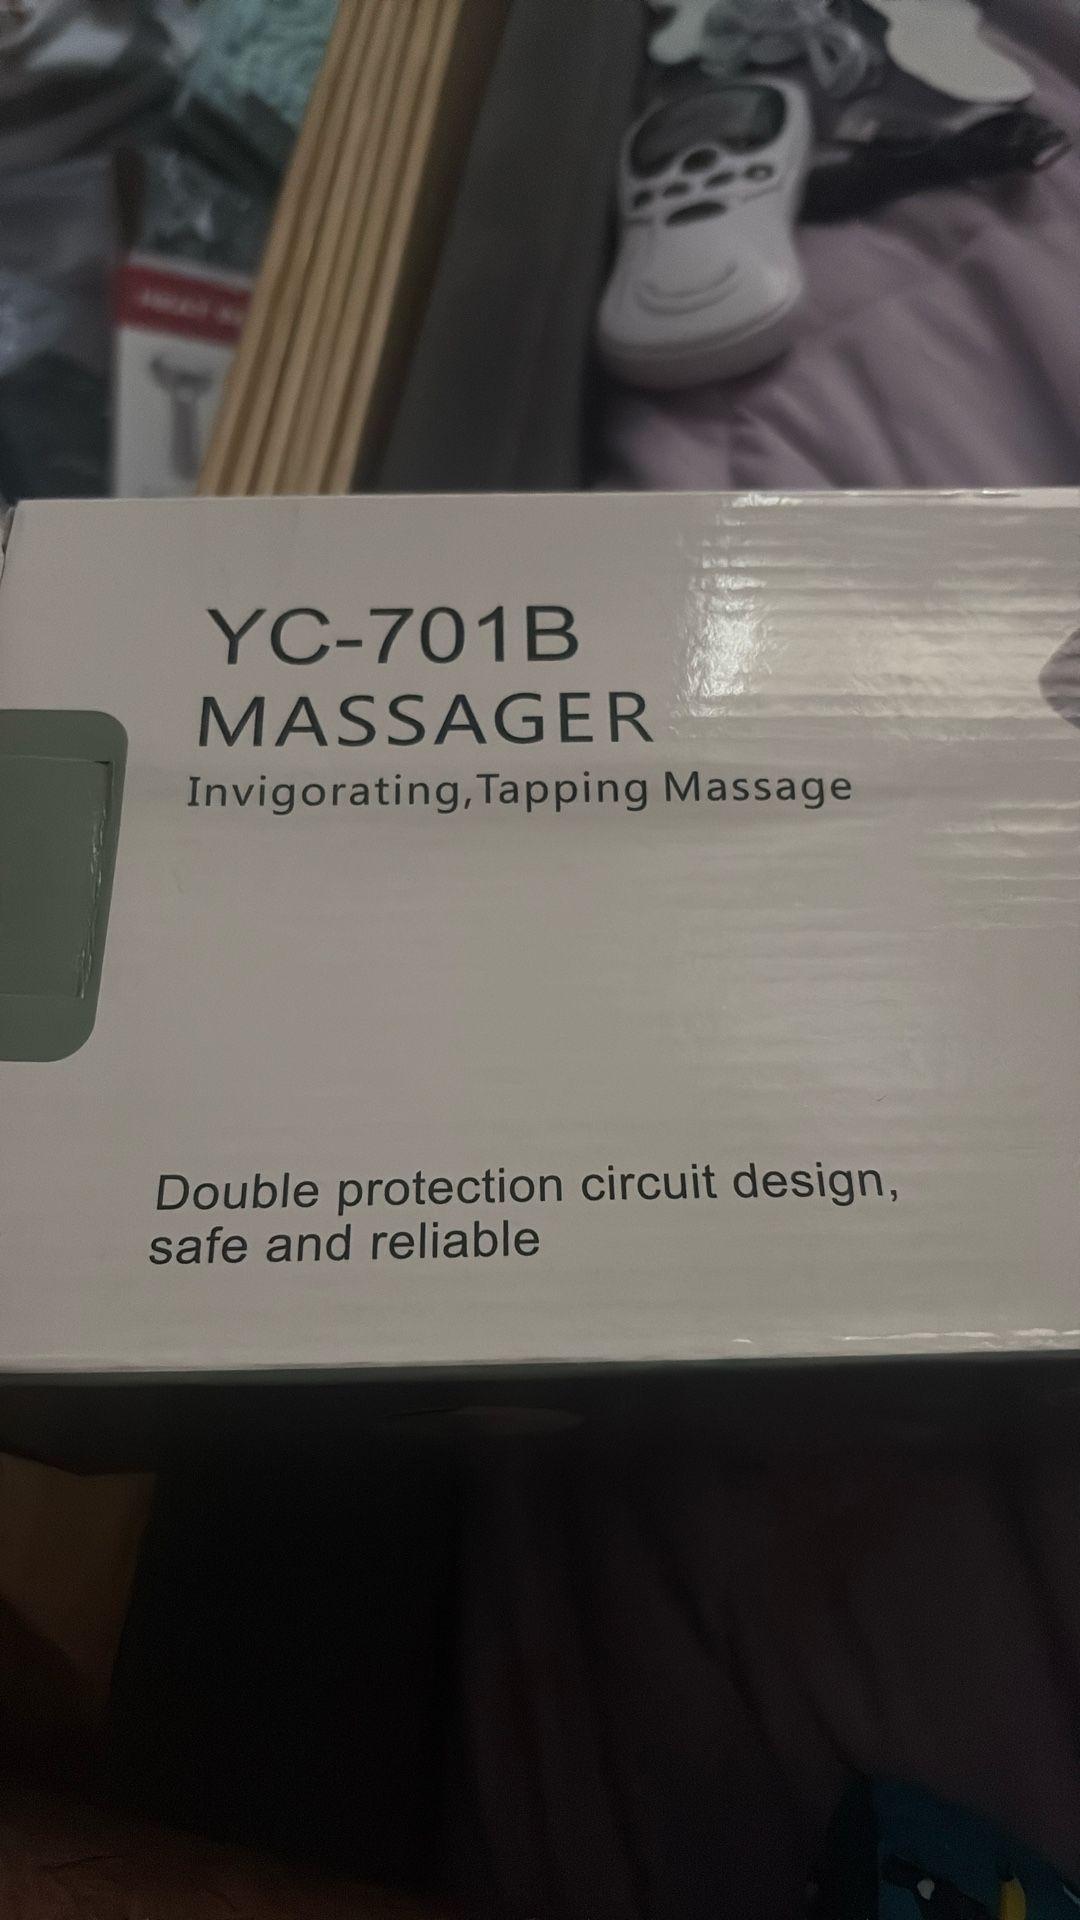 YC-701B
MASSAGER
Invigorating,Tapping Massage
Double protection circuit design,
safe and reliable